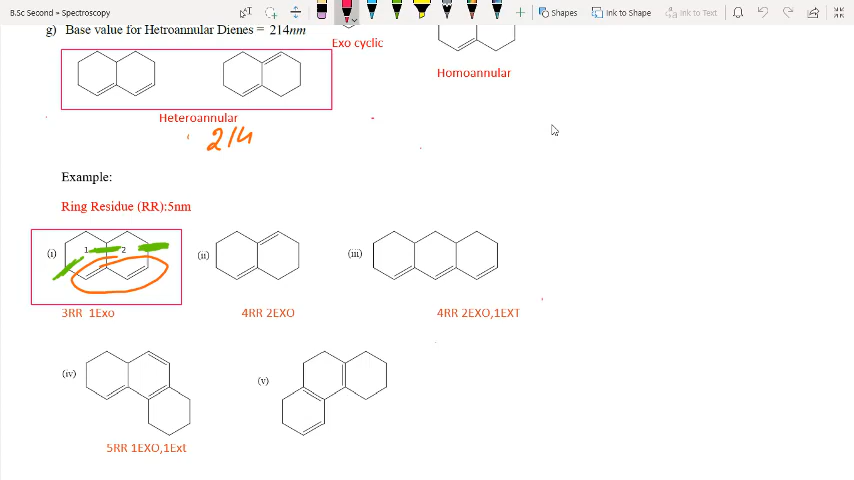 B.Sc Second » Spectroscopy
Shapes
Ink to Shape
Ink to Text
g) Base value for Hetroannular Dienes = 214nm
Exo cyclic
Homoannular
Heteroannular
214
Example:
Ring Residue (RR):5nm
(i)
1
2
(ii)
(iii)
3RR 1Exo
4RR 2EXO
4RR 2EXO,1EXT
(iv)
(v)
5RR 1EXO,1Ext